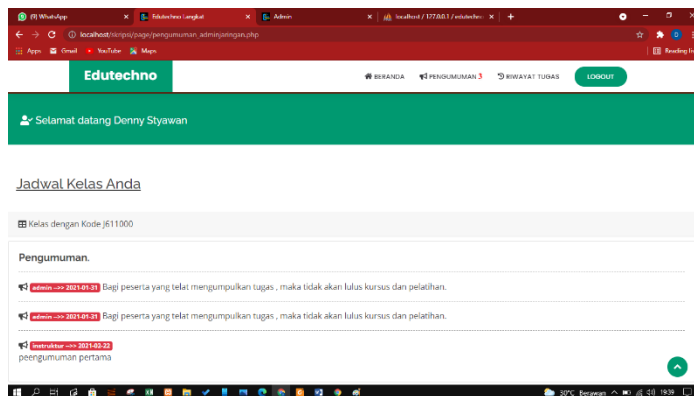 (9) WhatsApp
Edutechno Langkat
Admin
localhost / 127.0.0.1 / edutechno
localhost/skripsi/page/pengumuman_adminjaringan.php
Apps Gmail YouTube Maps Reading li
Edutechno
BERANDA PENGUMUMAN 3 RIWAYAT TUGAS LOGOUT
Selamat datang Denny Styawan
Jadwal Kelas Anda
Kelas dengan Kode J611000
Pengumuman.
admin -->> 2021-01-31 Bagi peserta yang telat mengumpulkan tugas , maka tidak akan lulus kursus dan pelatihan.
admin -->> 2021-01-31 Bagi peserta yang telat mengumpulkan tugas , maka tidak akan lulus kursus dan pelatihan.
instruktur -->> 2021-02-22
peengumuman pertama
30°C Berawan 19:39